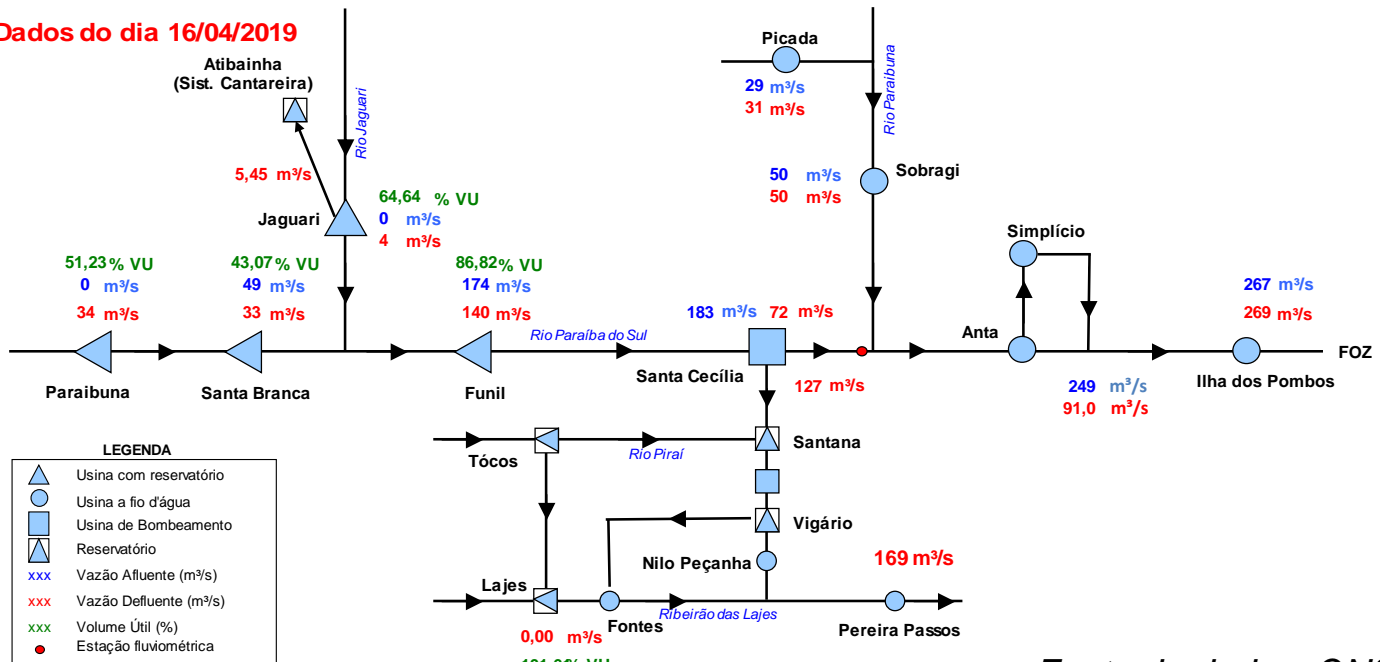 Dados do dia 16/04/2019
Atibainha
(Sist. Cantareira)
Rio Jaguari
5,45 m³/s
Jaguari
64,64 % VU
0 m³/s
4 m³/s
Picada
29 m³/s
31 m³/s
Rio Paraibuna
50 m³/s
50 m³/s
Sobragi
51,23% VU
0 m³/s
34 m³/s
Paraibuna
43,07% VU
49 m³/s
33 m³/s
Santa Branca
86,82% VU
174 m³/s
140 m³/s
Funil
Rio Paraíba do Sul
183 m³/s 72 m³/s
Santa Cecília
127 m³/s
Simplício
Anta
249 m³/s
91,0 m³/s
267 m³/s
269 m³/s
Ilha dos Pombos
FOZ
Tócos
Rio Piraí
Santana
Vigário
Nilo Peçanha
169 m³/s
Lajes
Fontes
Ribeirão das Lajes
Pereira Passos
0,00 m³/s
LEGENDA
Usina com reservatório
Usina a fio d'água
Usina de Bombeamento
Reservatório
xxx Vazão Afluente (m³/s)
xxx Vazão Defluente (m³/s)
xxx Volume Útil (%)
Estação fluviométrica